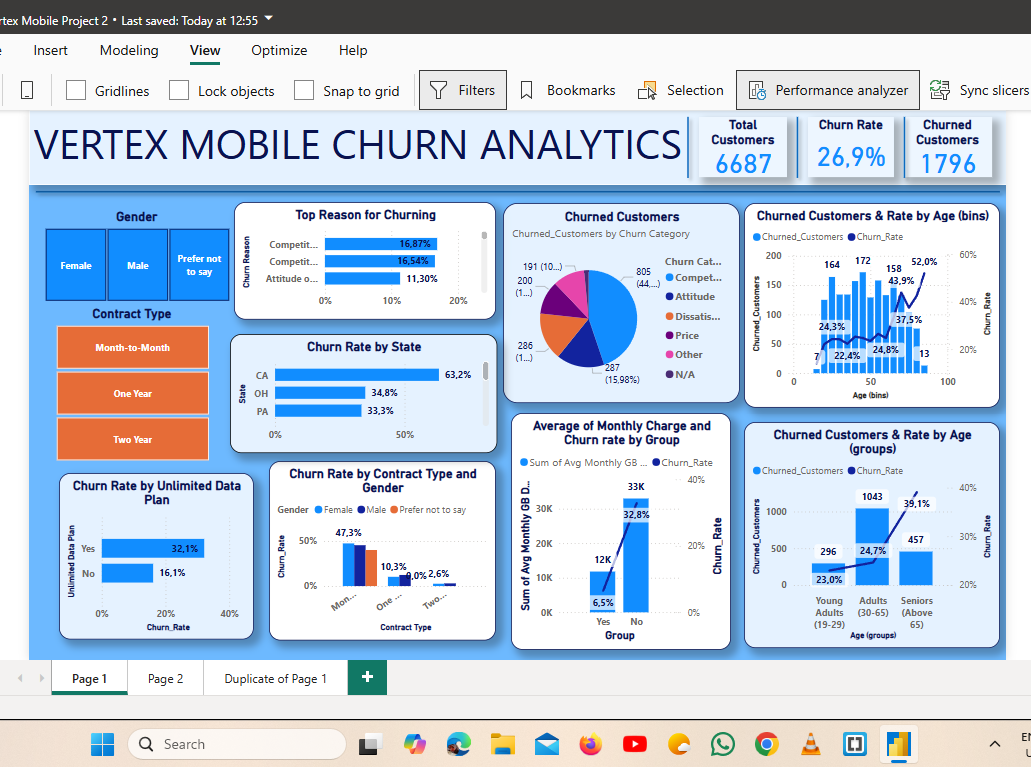 rtex Mobile Project 2 • Last saved: Today at 12:55
Insert
Modeling
View
Optimize
Help
Gridlines
Lock objects
Snap to grid
Filters
Bookmarks
Selection
Performance analyzer
Sync slicers
VERTEX MOBILE CHURN ANALYTICS
Total
Customers
6687
Churn Rate
26,9%
Churned
Customers
1796
Gender
Female
Male
Prefer not
to say
Contract Type
Month-to-Month
One Year
Two Year
Top Reason for Churning
Churn Reason
Competit...
16,87%
Competit...
16,54%
Attitude o...
11,30%
0%
10%
20%
Churn Rate by State
State
CA
63,2%
OH
34,8%
PA
33,3%
0%
50%
Churned Customers
Churned_Customers by Churn Category
191 (10...)
200
(1...)
286
(1...)
805
(44,...)
287
(15,98%)
Churn Cat...
Compet...
Attitude
Dissatis...
Price
Other
N/A
Churned Customers & Rate by Age (bins)
Churned_Customers
Churn_Rate
Churned_Customers
200
150
100
50
0
164
172
158
52,0%
43,9%
37,5%
24,3%
22,4%
24,8%
7
13
60%
40%
20%
Churn_Rate
0
50
100
Age (bins)
Churn Rate by Unlimited Data
Plan
Unlimited Data Plan
Yes
32,1%
No
16,1%
0%
20%
40%
Churn_Rate
Churn Rate by Contract Type and
Gender
Gender
Female
Male
Prefer not to say
Churn_Rate
50%
0%
47,3%
10,3%
2,6%
Mon...
One ...
Two...
Contract Type
Average of Monthly Charge and
Churn rate by Group
Sum of Avg Monthly GB ...
Churn_Rate
Sum of Avg Monthly GB D...
30K
20K
10K
0K
33K
32,8%
12K
6,5%
40%
20%
0%
Churn_Rate
Yes
No
Group
Churned Customers & Rate by Age
(groups)
Churned_Customers
Churn_Rate
Churned_Customers
1000
500
0
296
23,0%
1043
24,7%
39,1%
457
40%
30%
20%
Churn_Rate
Young
Adults
(19-29)
Adults
(30-65)
Seniors
(Above
65)
Age (groups)
Page 1
Page 2
Duplicate of Page 1
+
Search